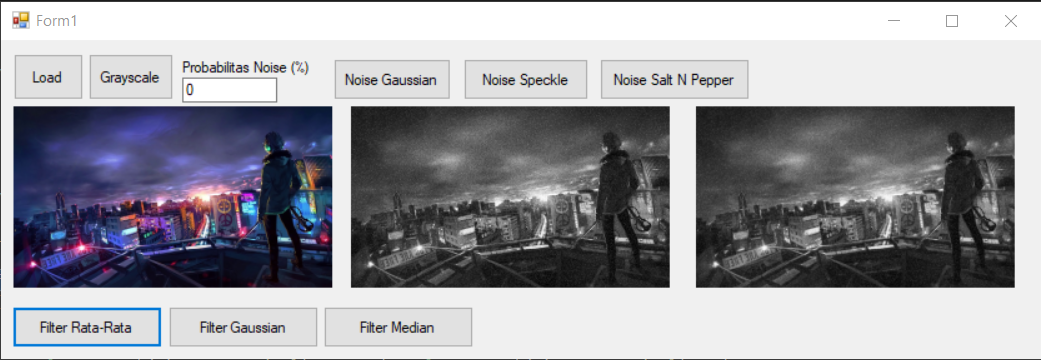 Form1
Load
Grayscale
Probabilitas Noise (%)
0
Noise Gaussian
Noise Speckle
Noise Salt N Pepper
Filter Rata-Rata
Filter Gaussian
Filter Median